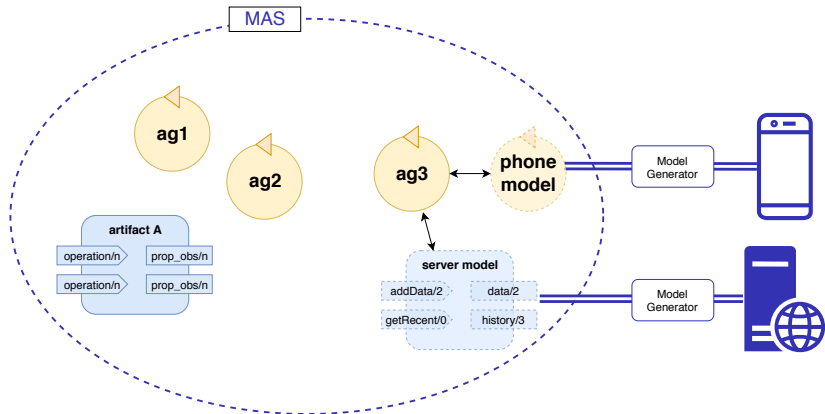 MAS
ag1
ag2
ag3
phone
model
Model
Generator
artifact A
operation/n
prop_obs/n
operation/n
prop_obs/n
server model
addData/2
data/2
getRecent/0
history/3
Model
Generator